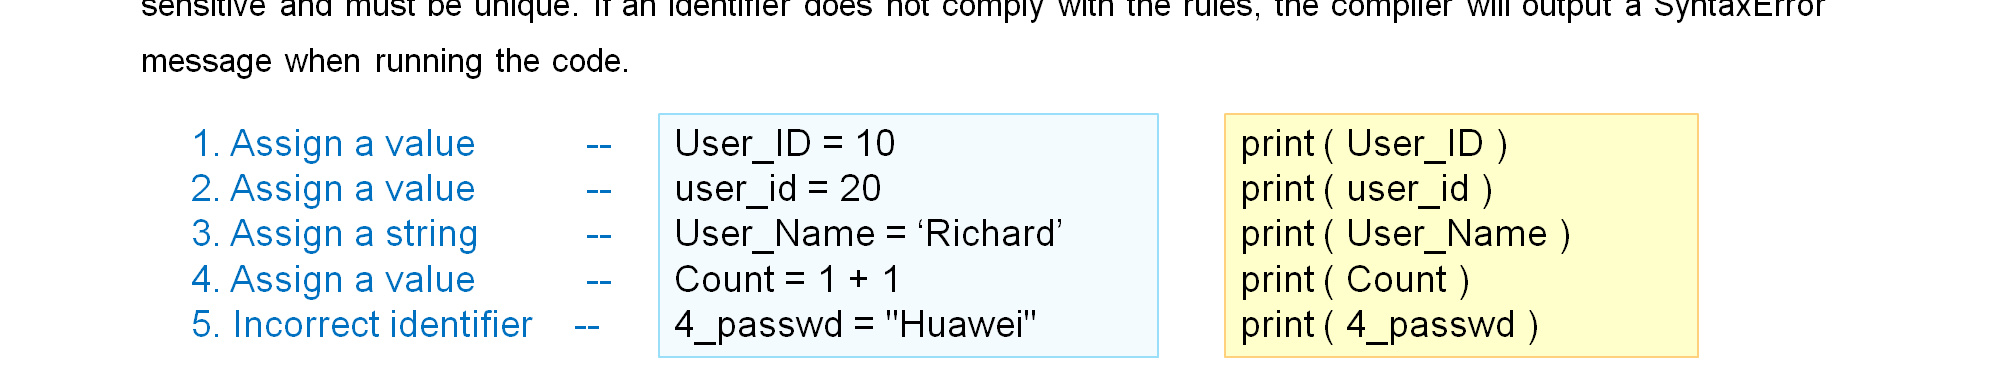 sensitive and must be unique. If an identifier does not comply with the rules, the compiler will output a SyntaxError
message when running the code.
1. Assign a value -- User_ID = 10 print ( User_ID )
2. Assign a value -- user_id = 20 print ( user_id )
3. Assign a string -- User_Name = ‘Richard’ print ( User_Name )
4. Assign a value -- Count = 1 + 1 print ( Count )
5. Incorrect identifier -- 4_passwd = "Huawei" print ( 4_passwd )